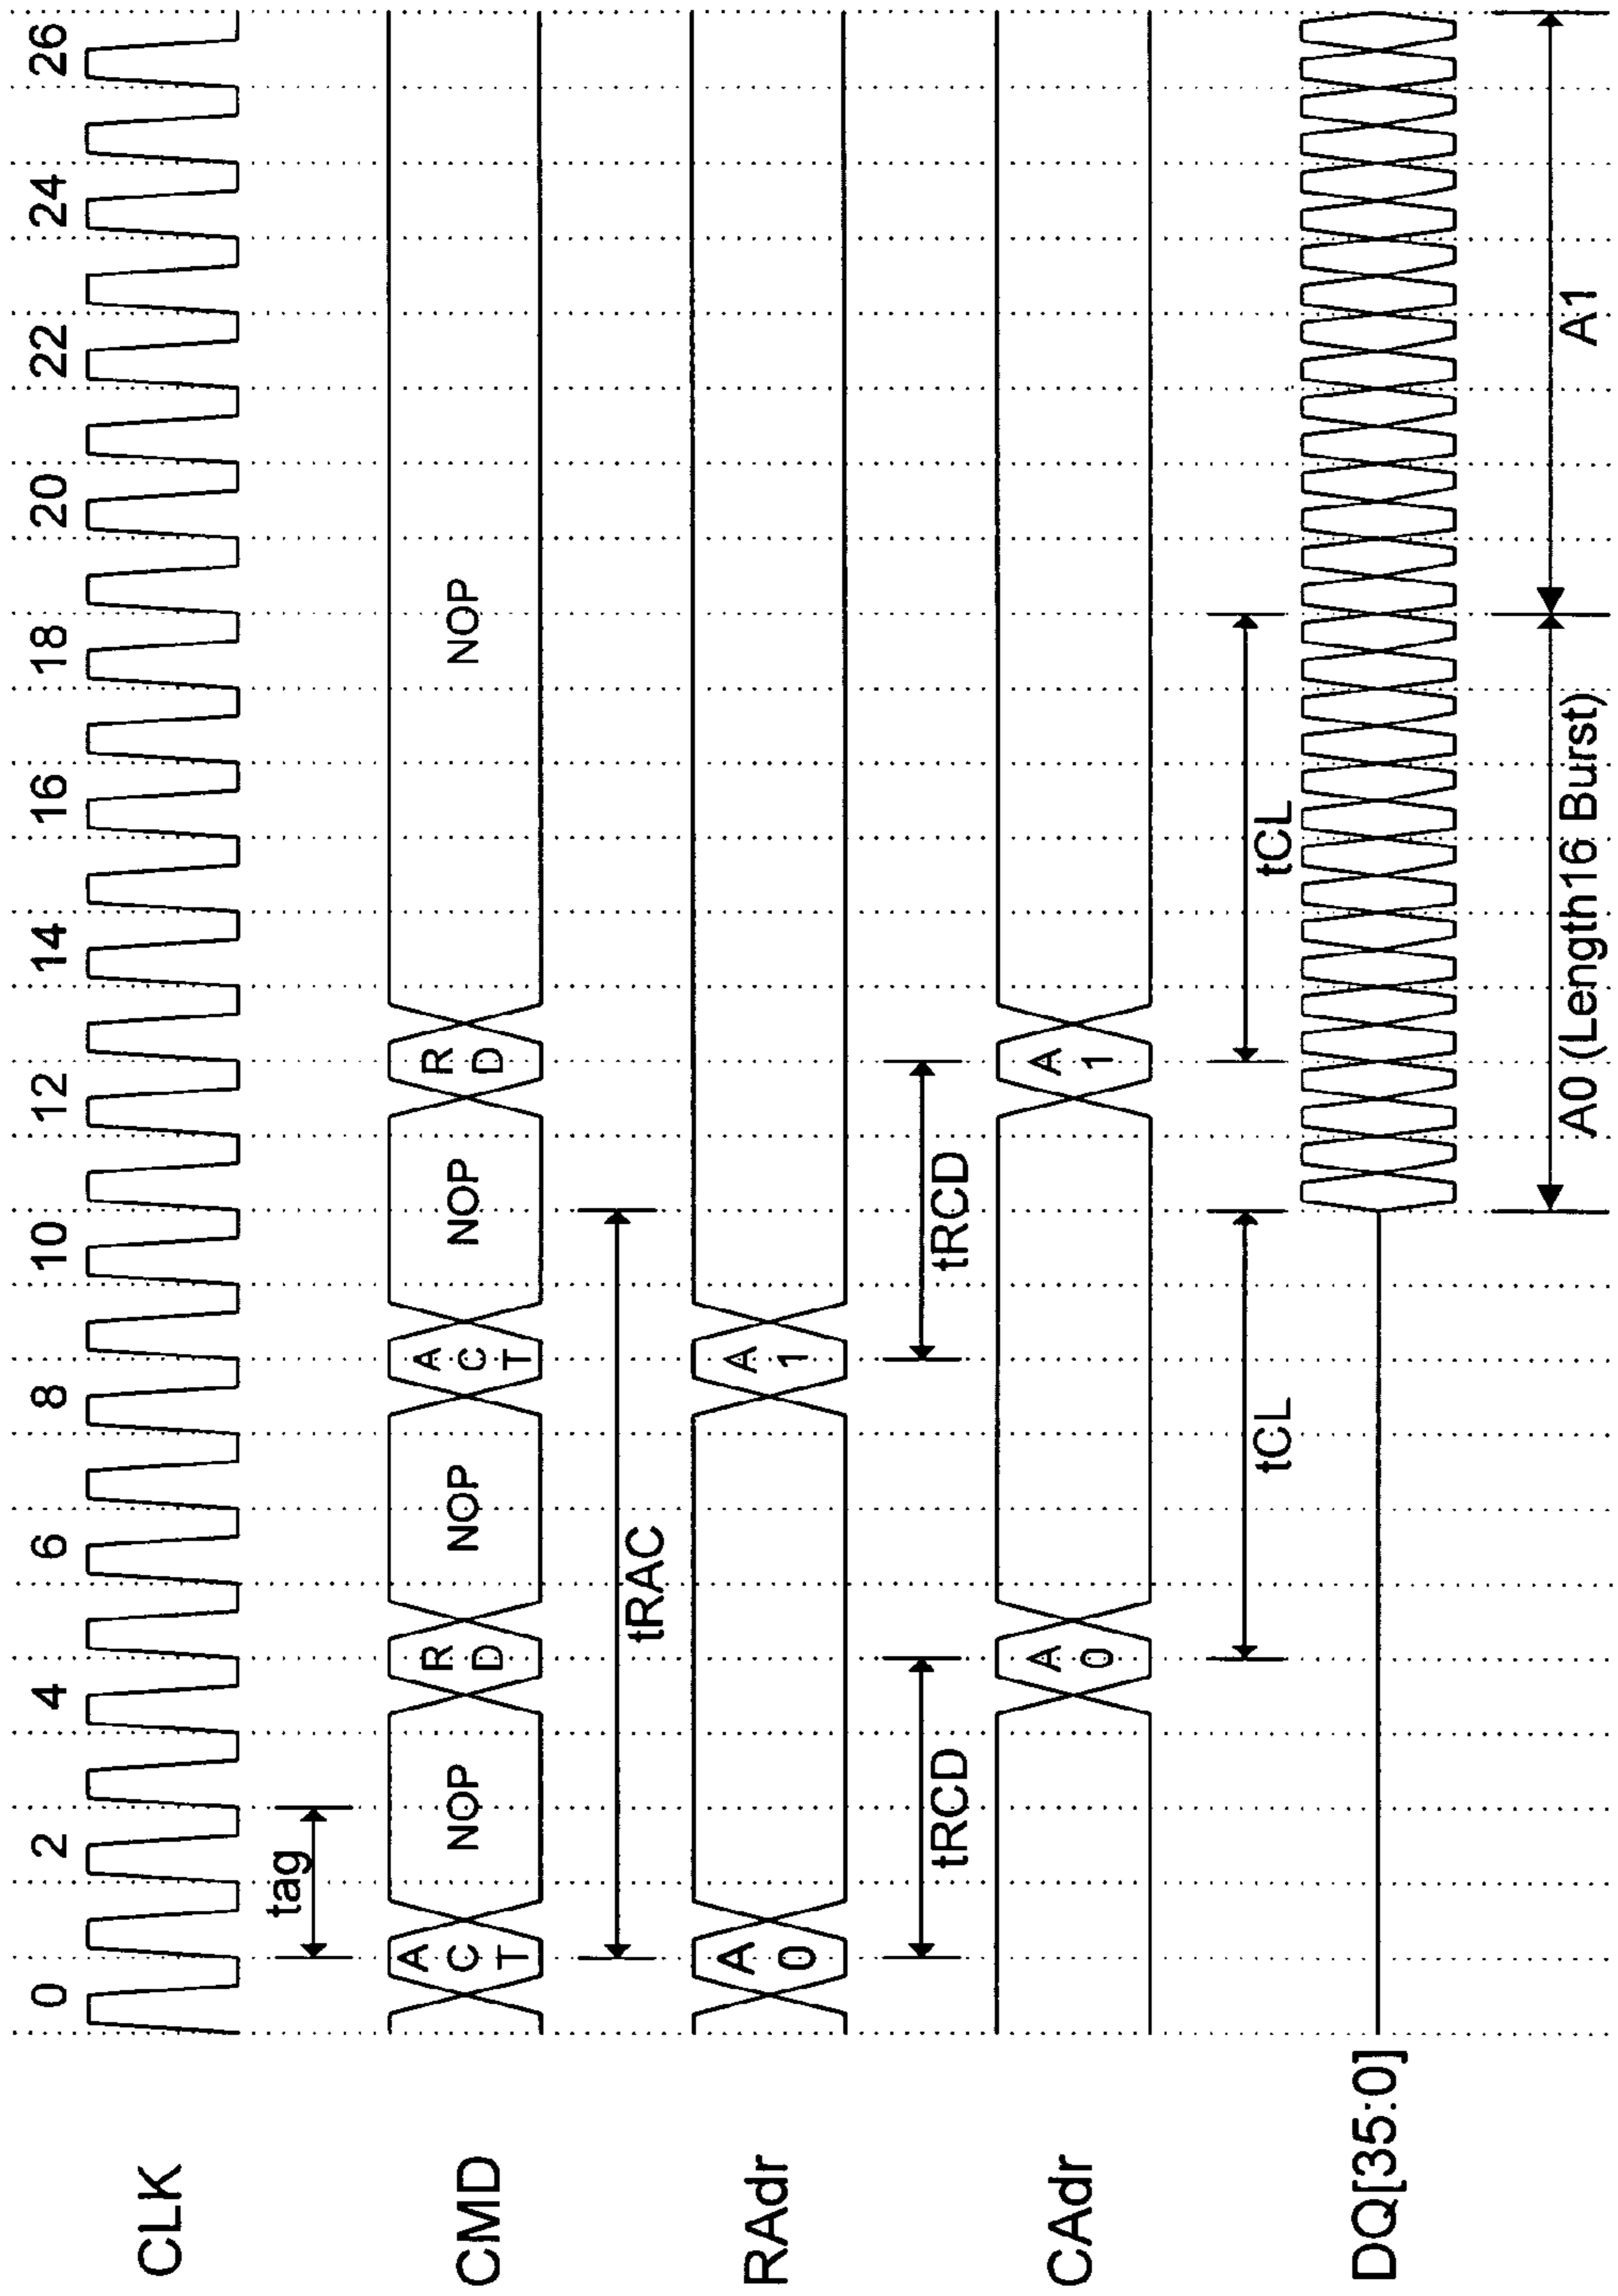 0 2 4 6 8 10 12 14 16 18 20 22 24 26
CLK
tag
CMD ACT NOP RD NOP ACT NOP RD NOP
tRAC
RAdr A0 A1
tRCD tRCD
CAdr A0 A1
tCL tCL
DQ[35:0]
A0 (Length16 Burst) A1